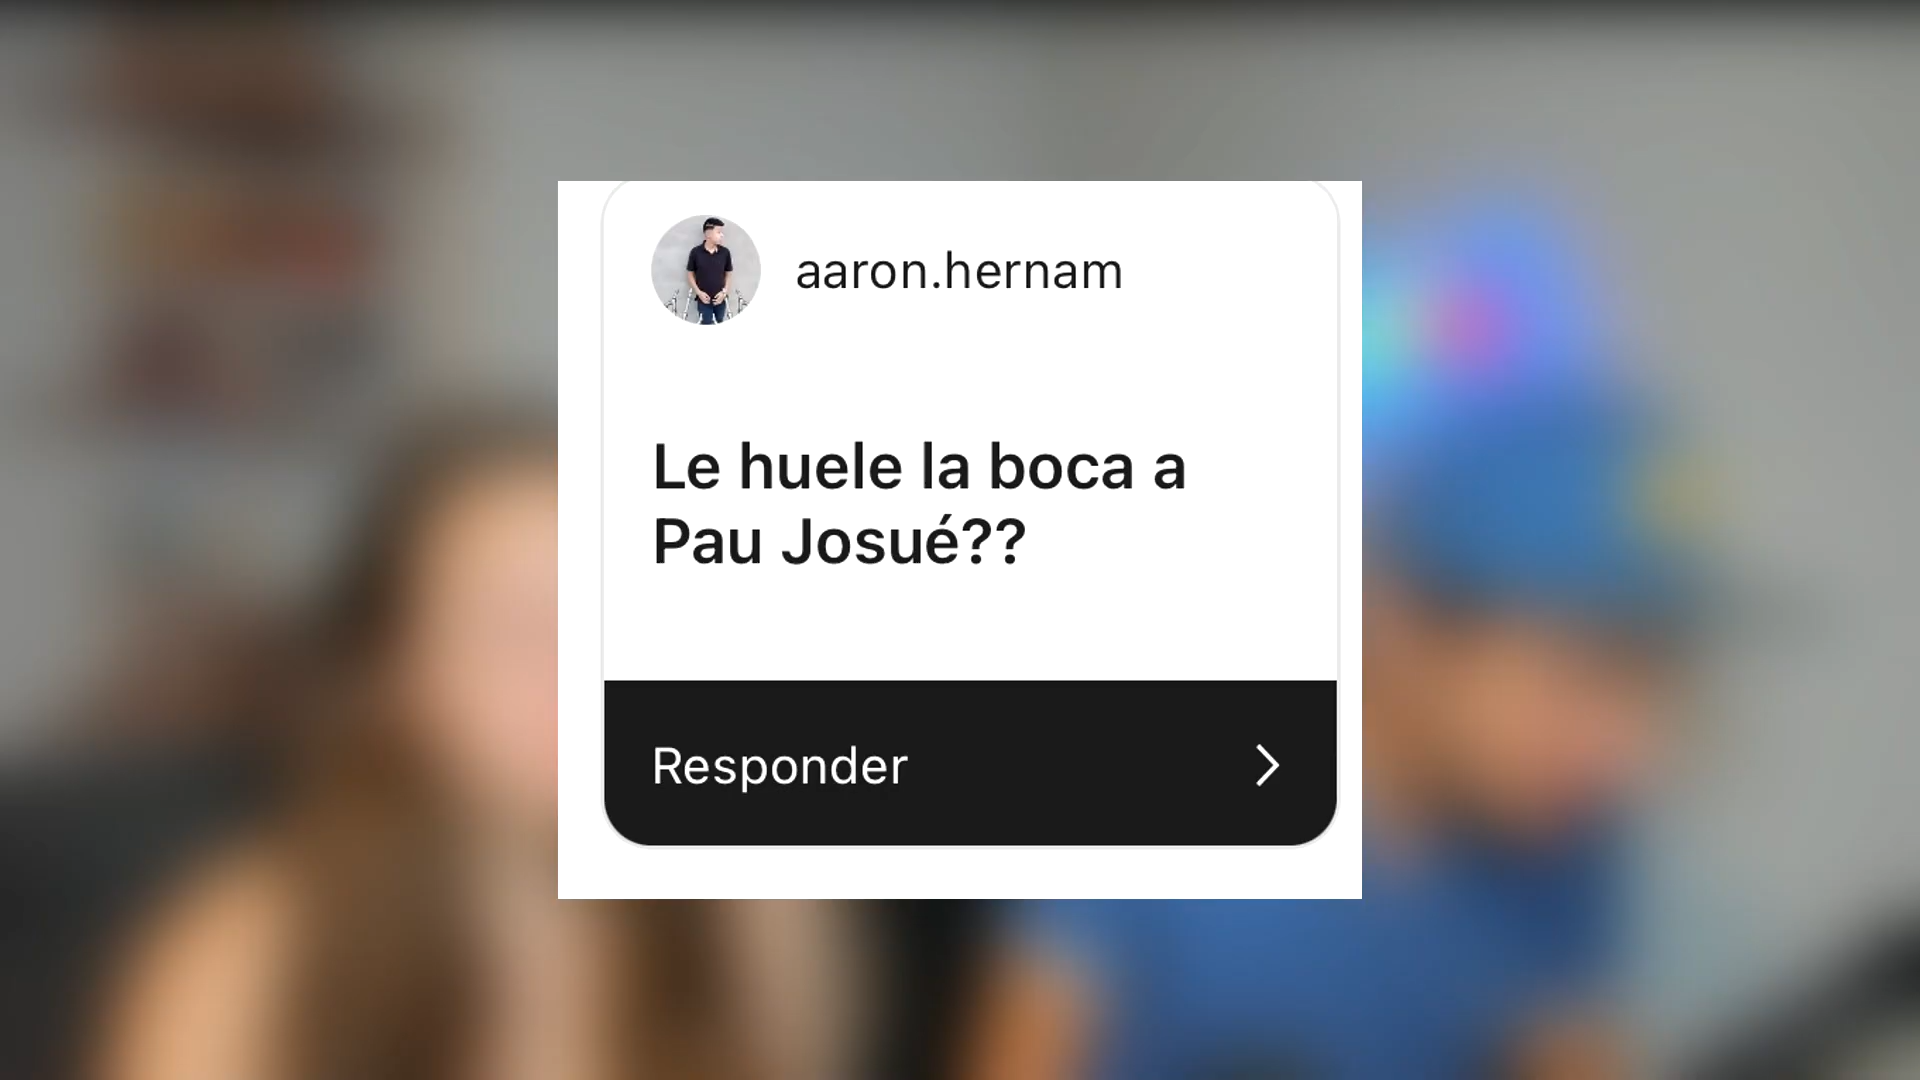 aaron.hernam
Le huele la boca a
Pau Josué??
Responder